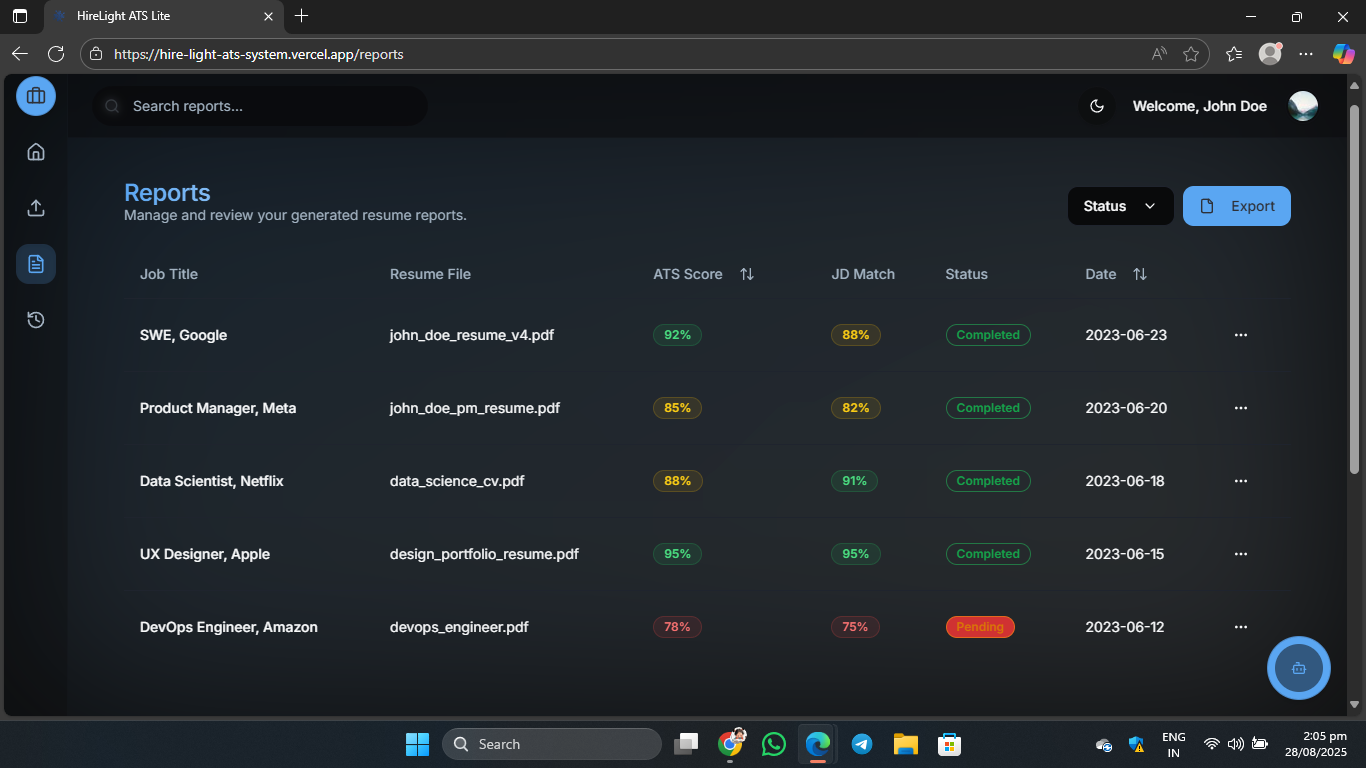 HireLight ATS Lite
https://hire-light-ats-system.vercel.app/reports
Search reports...
Welcome, John Doe
Reports
Manage and review your generated resume reports.
Status
Export
Job Title Resume File ATS Score JD Match Status Date
SWE, Google john_doe_resume_v4.pdf 92% 88% Completed 2023-06-23
Product Manager, Meta john_doe_pm_resume.pdf 85% 82% Completed 2023-06-20
Data Scientist, Netflix data_science_cv.pdf 88% 91% Completed 2023-06-18
UX Designer, Apple design_portfolio_resume.pdf 95% 95% Completed 2023-06-15
DevOps Engineer, Amazon devops_engineer.pdf 78% 75% Pending 2023-06-12
Search
ENG
IN
2:05 pm
28/08/2025